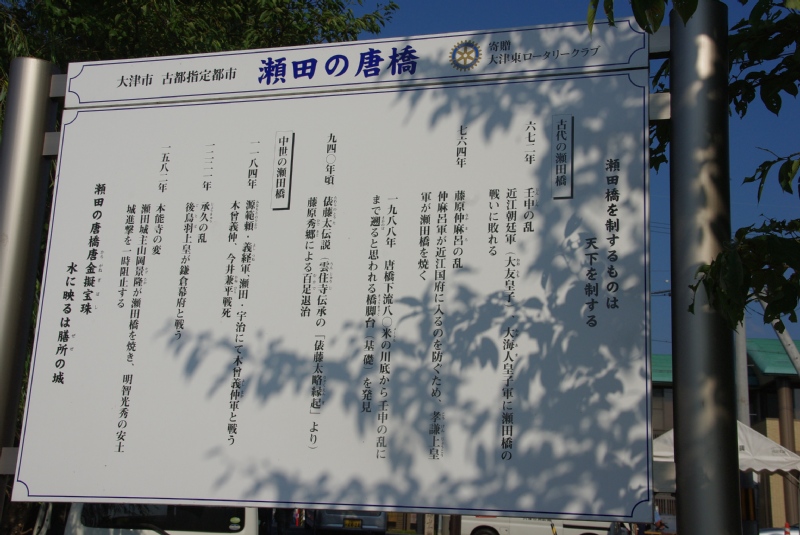 大津市 古都指定都市
瀬田の唐橋
寄贈
大津東ロータリークラブ
瀬田橋を制するものは
天下を制する
古代の瀬田橋
六七二年 壬申の乱
近江朝廷軍(大友皇子)、大海人皇子軍に瀬田橋の
戦いに敗れる
七六四年 藤原仲麻呂の乱
仲麻呂軍が近江国府に入るのを防ぐため、孝謙上皇
軍が瀬田橋を焼く
一九八八年 唐橋下流八〇米の川底から壬申の乱に
まで遡ると思われる橋脚台(基礎)を発見
九四〇年頃 俵藤太伝説(雲住寺伝承の「俵藤太略縁起」より)
藤原秀郷による百足退治
中世の瀬田橋
一一八四年 源範頼・義経軍、瀬田・宇治にて木曾義仲軍と戦う
木曾義仲、今井兼平戦死
一二二一年 承久の乱
後鳥羽上皇が鎌倉幕府と戦う
一五八二年 本能寺の変
瀬田城主山岡景隆が瀬田橋を焼き、明智光秀の安土
城進撃を一時阻止する
瀬田の唐橋唐金擬宝珠
水に映るは膳所の城